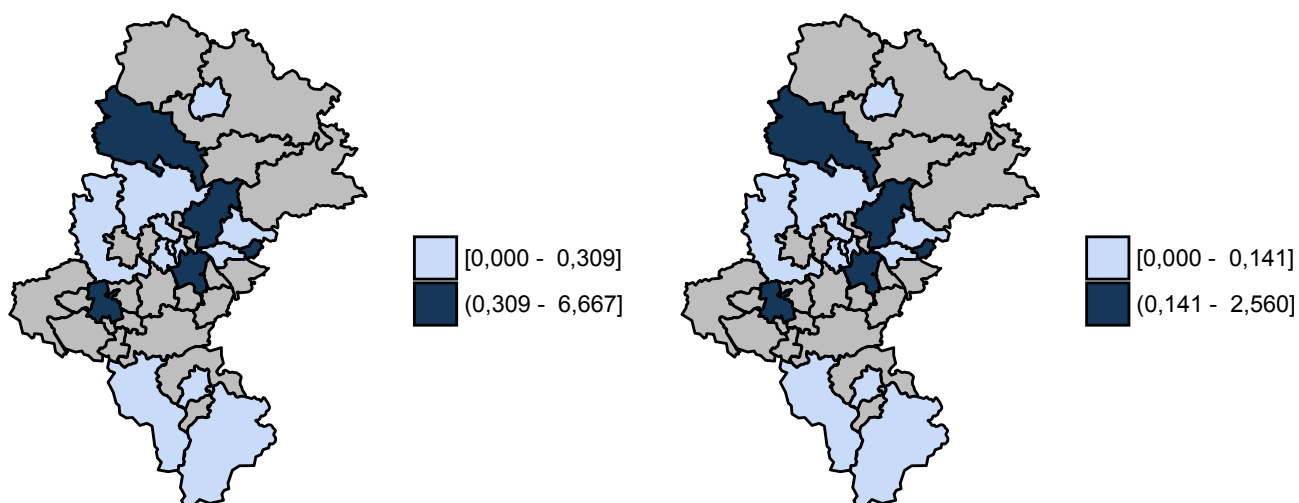 [0,000 - 0,309]
(0,309 - 6,667]
[0,000 - 0,141]
(0,141 - 2,560]